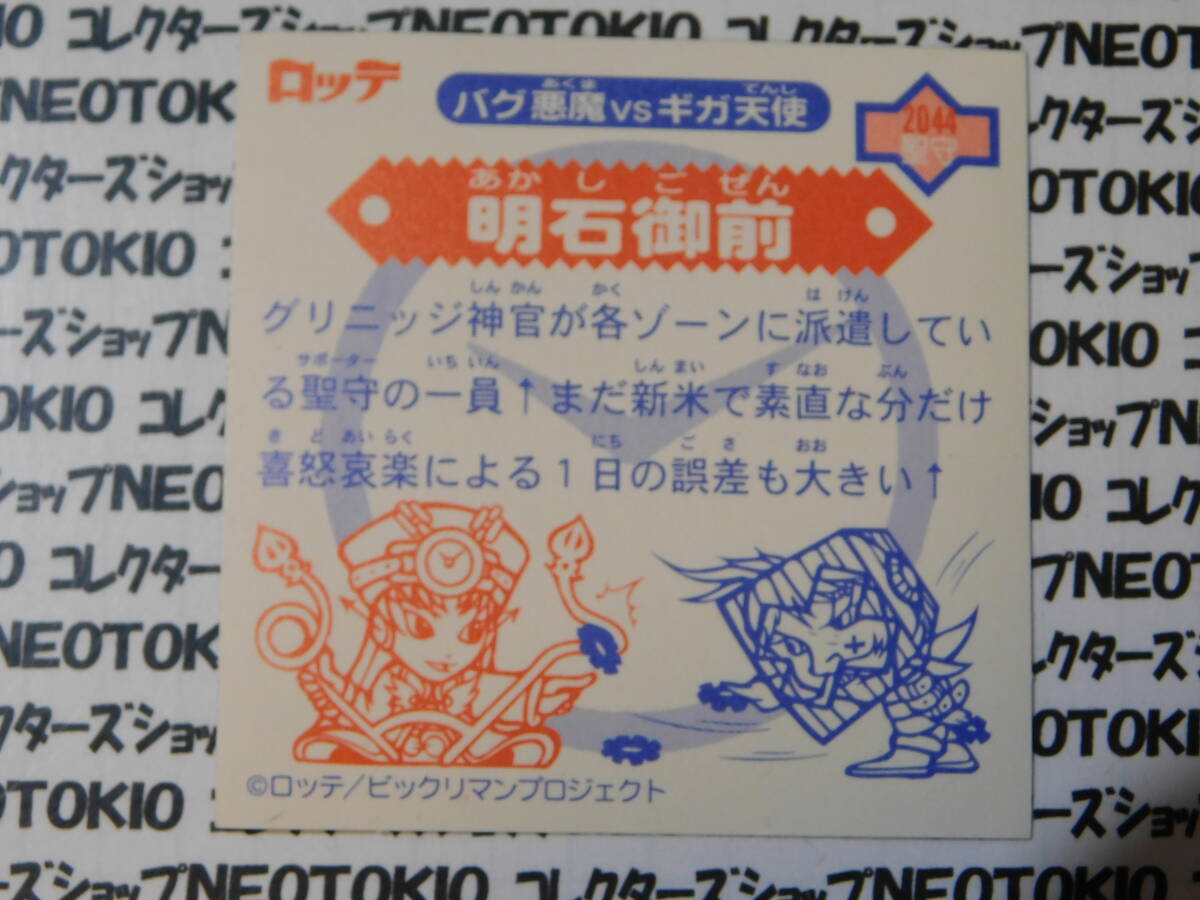 ロッテ
バグ悪魔vsギガ天使
あくま
てんし
2044
聖守
あかしごぜん
明石御前
しんかん かく はけん
グリニッジ神官が各ゾーンに派遣してい
サポーター いちいん しんまい すなお ぶん
る聖守の一員↑まだ新米で素直な分だけ
きどあいらく にち ごさ おお
喜怒哀楽による1日の誤差も大きい↑
©ロッテ/ビックリマンプロジェクト
コレクターズショップNEOTOKIO